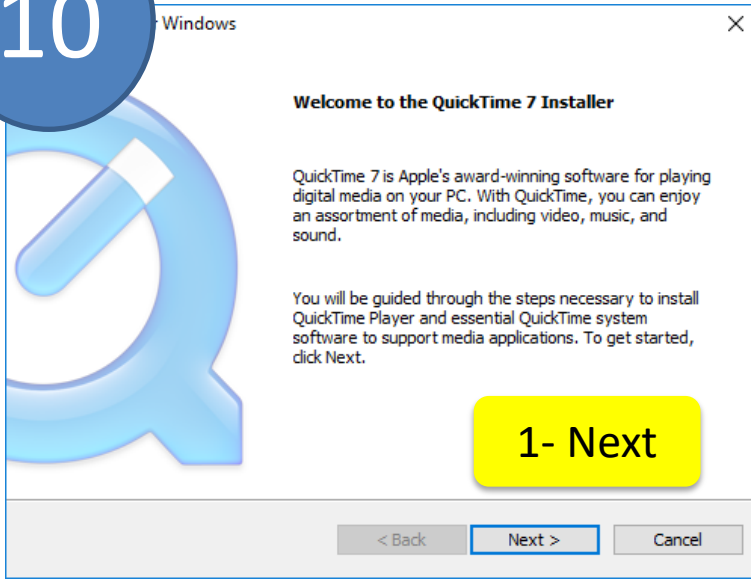 10
Windows
Welcome to the QuickTime 7 Installer
QuickTime 7 is Apple's award-winning software for playing
digital media on your PC. With QuickTime, you can enjoy
an assortment of media, including video, music, and
sound.
You will be guided through the steps necessary to install
QuickTime Player and essential QuickTime system
software to support media applications. To get started,
click Next.
1- Next
< Back
Next >
Cancel